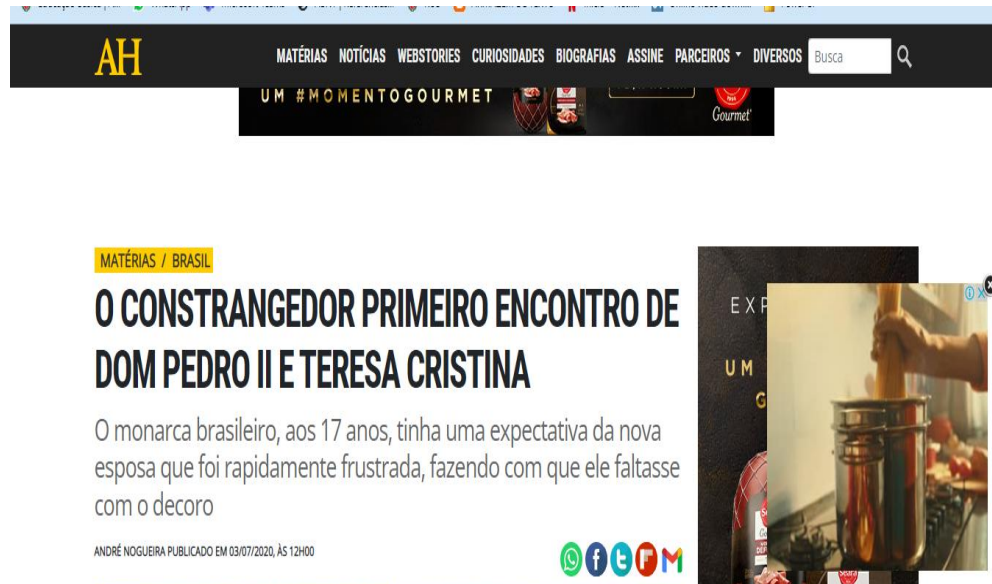 AH
MATÉRIAS NOTÍCIAS WEBSTORIES CURIOSIDADES BIOGRAFIAS ASSINE PARCEIROS DIVERSOS Busca
UM #MOMENTOGOURMET
Gourmet
MATÉRIAS / BRASIL
O CONSTRANGEDOR PRIMEIRO ENCONTRO DE
DOM PEDRO II E TERESA CRISTINA
O monarca brasileiro, aos 17 anos, tinha uma expectativa da nova
esposa que foi rapidamente frustrada, fazendo com que ele faltasse
com o decoro
ANDRÉ NOGUEIRA PUBLICADO EM 03/07/2020, ÀS 12H00
EXP
UM
G
Seara